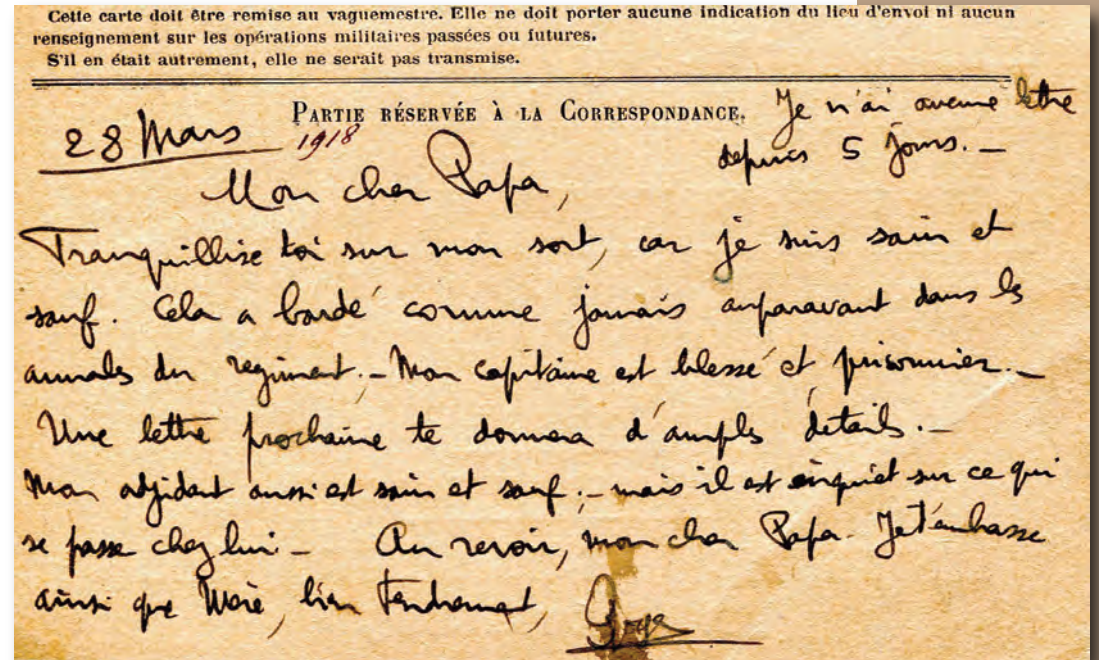 Cette carte doit être remise au vaguemestre. Elle ne doit porter aucune indication du lieu d'envoi ni aucun
renseignement sur les opérations militaires passées ou futures.
S'il en était autrement, elle ne serait pas transmise.
PARTIE RÉSERVÉE À LA CORRESPONDANCE.
Je n'ai aucune lettre
depuis 5 jours. _
28 Mars 1918
Mon cher Papa,
Tranquillise toi sur mon sort, car je suis sain et
sauf. Cela a bardé comme jamais auparavant dans les
annales du regiment. _ Mon capitaine est blessé et prisonnier. _
Une lettre prochaine te donnera d'amples détails. _
Mon adjudant aussi est sain et sauf ; _ mais il est inquiet sur ce qui
se passe chez lui _ Au revoir, mon cher Papa. Je t'embrasse
ainsi que Mère, bien tendrement,